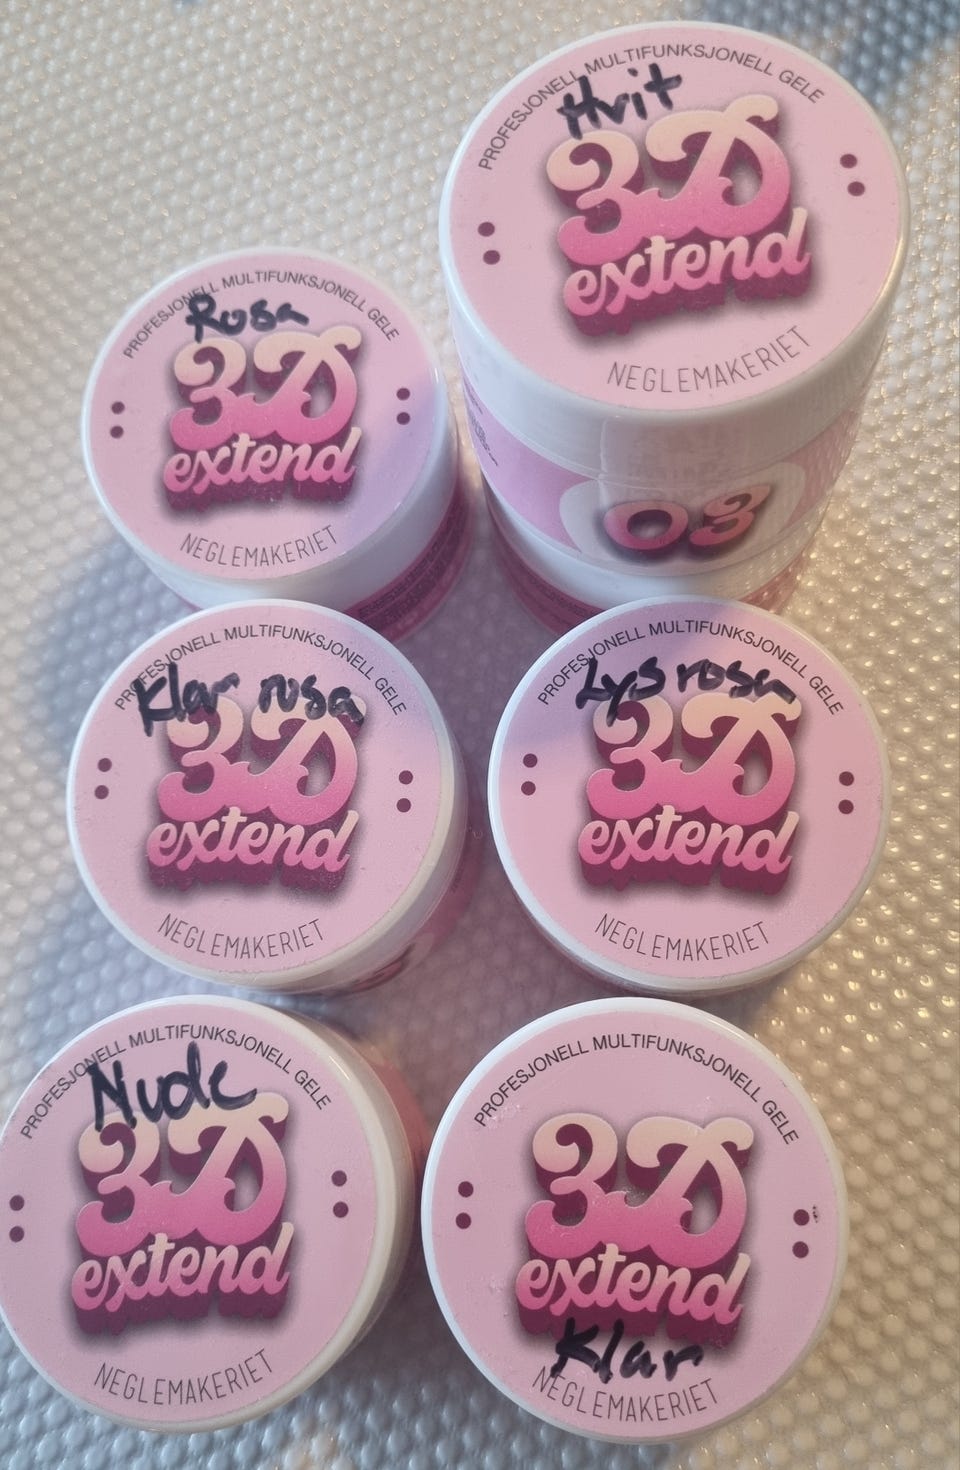 PROFESJONELL MULTIFUNKSJONELL GELE
Hvit
3D
extend
NEGLEMAKERIET
03
PROFESJONELL MULTIFUNKSJONELL GELE
Rosa
3D
extend
NEGLEMAKERIET
PROFESJONELL MULTIFUNKSJONELL GELE
Klar rosa
3D
extend
NEGLEMAKERIET
PROFESJONELL MULTIFUNKSJONELL GELE
Lys rosa
3D
extend
NEGLEMAKERIET
PROFESJONELL MULTIFUNKSJONELL GELE
Nude
3D
extend
NEGLEMAKERIET
PROFESJONELL MULTIFUNKSJONELL GELE
3D
extend
Klar
NEGLEMAKERIET